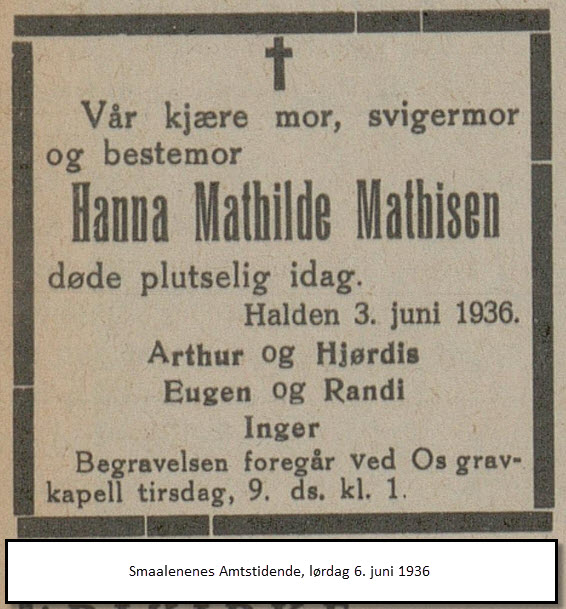 Vår kjære mor, svigermor
og bestemor
Hanna Mathilde Mathisen
døde plutselig idag.
Halden 3. juni 1936.
Arthur og Hjørdis
Eugen og Randi
Inger
Begravelsen foregår ved Os grav-
kapell tirsdag, 9. ds. kl. 1.
Smaalenenes Amtstidende, lørdag 6. juni 1936